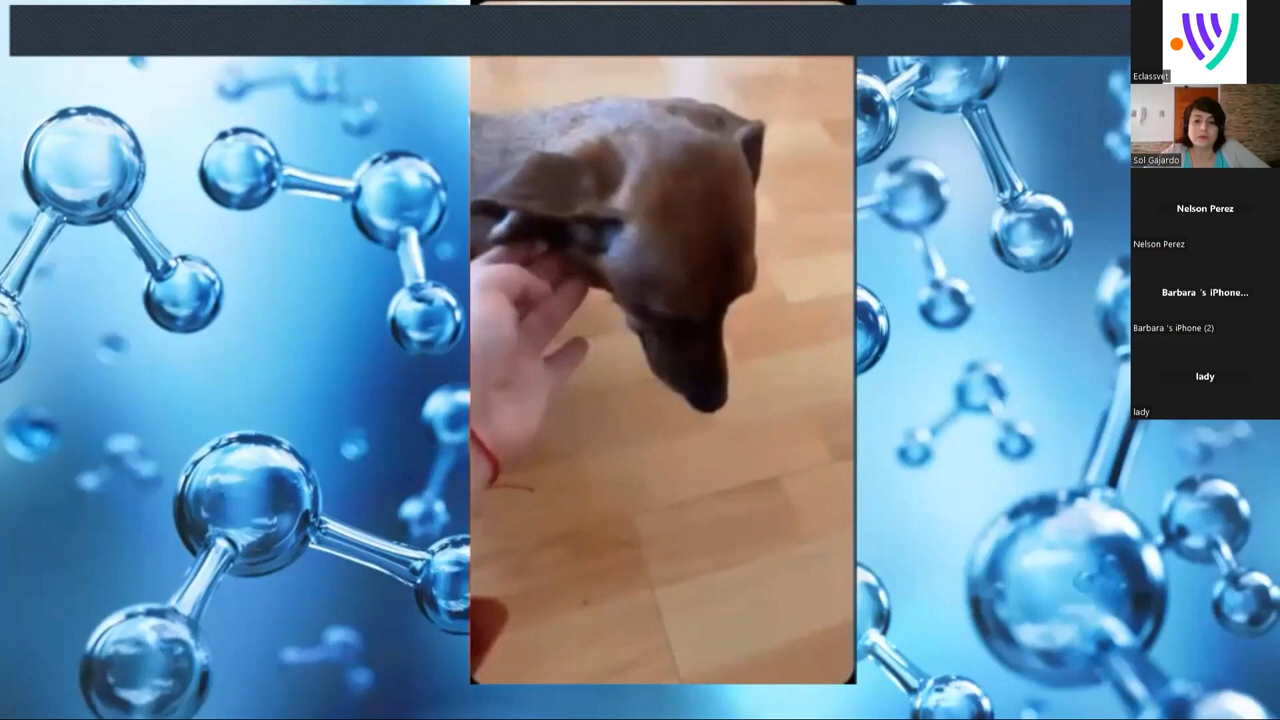 Eclassvet
Sol Gajardo
Nelson Perez
Nelson Perez
Barbara 's iPhone...
Barbara 's iPhone (2)
lady
lady